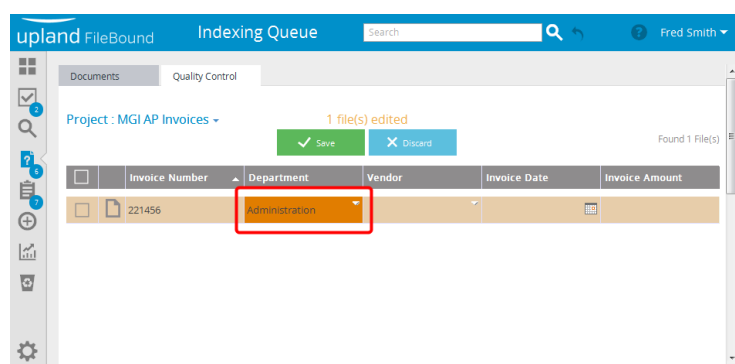 upland FileBound Indexing Queue Search ? Fred Smith
Documents Quality Control
2
Project : MGI AP Invoices 1 file(s) edited
Save Discard Found 1 File(s)
?
6
Invoice Number Department Vendor Invoice Date Invoice Amount
7
221456 Administration